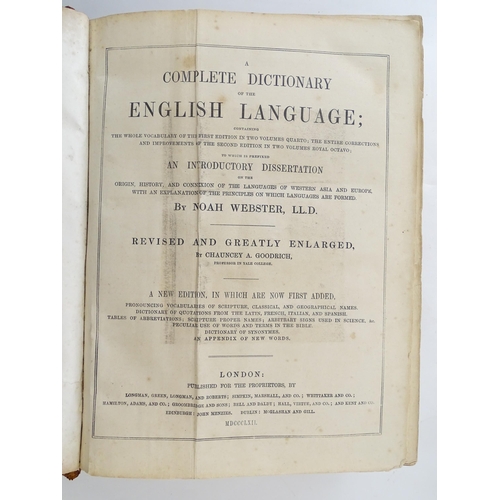 A
COMPLETE DICTIONARY
OF THE
ENGLISH LANGUAGE;
CONTAINING
THE WHOLE VOCABULARY OF THE FIRST EDITION IN TWO VOLUMES QUARTO; THE ENTIRE CORRECTIONS
AND IMPROVEMENTS OF THE SECOND EDITION IN TWO VOLUMES ROYAL OCTAVO;
TO WHICH IS PREFIXED
AN INTRODUCTORY DISSERTATION
ON THE
ORIGIN, HISTORY, AND CONNEXION OF THE LANGUAGES OF WESTERN ASIA AND EUROPE,
WITH AN EXPLANATION OF THE PRINCIPLES ON WHICH LANGUAGES ARE FORMED.
BY NOAH WEBSTER, LL.D.
REVISED AND GREATLY ENLARGED,
BY CHAUNCEY A. GOODRICH,
PROFESSOR IN YALE COLLEGE.
A NEW EDITION, IN WHICH ARE NOW FIRST ADDED,
PRONOUNCING VOCABULARIES OF SCRIPTURE, CLASSICAL, AND GEOGRAPHICAL NAMES.
DICTIONARY OF QUOTATIONS FROM THE LATIN, FRENCH, ITALIAN, AND SPANISH.
TABLES OF ABBREVIATIONS; SCRIPTURE PROPER NAMES; ARBITRARY SIGNS USED IN SCIENCE, &c.
PECULIAR USE OF WORDS AND TERMS IN THE BIBLE.
DICTIONARY OF SYNONYMS.
AN APPENDIX OF NEW WORDS.
LONDON:
PUBLISHED FOR THE PROPRIETORS, BY
LONGMAN, GREEN, LONGMAN, AND ROBERTS; SIMPKIN, MARSHALL, AND CO.; WHITTAKER AND CO.;
HAMILTON, ADAMS, AND CO.; GROOMBRIDGE AND SONS; BELL AND DALDY; HALL, VIRTUE, AND CO.; AND KENT AND CO.
EDINBURGH: JOHN MENZIES. DUBLIN: McGLASHAN AND GILL.
MDCCCLXII.